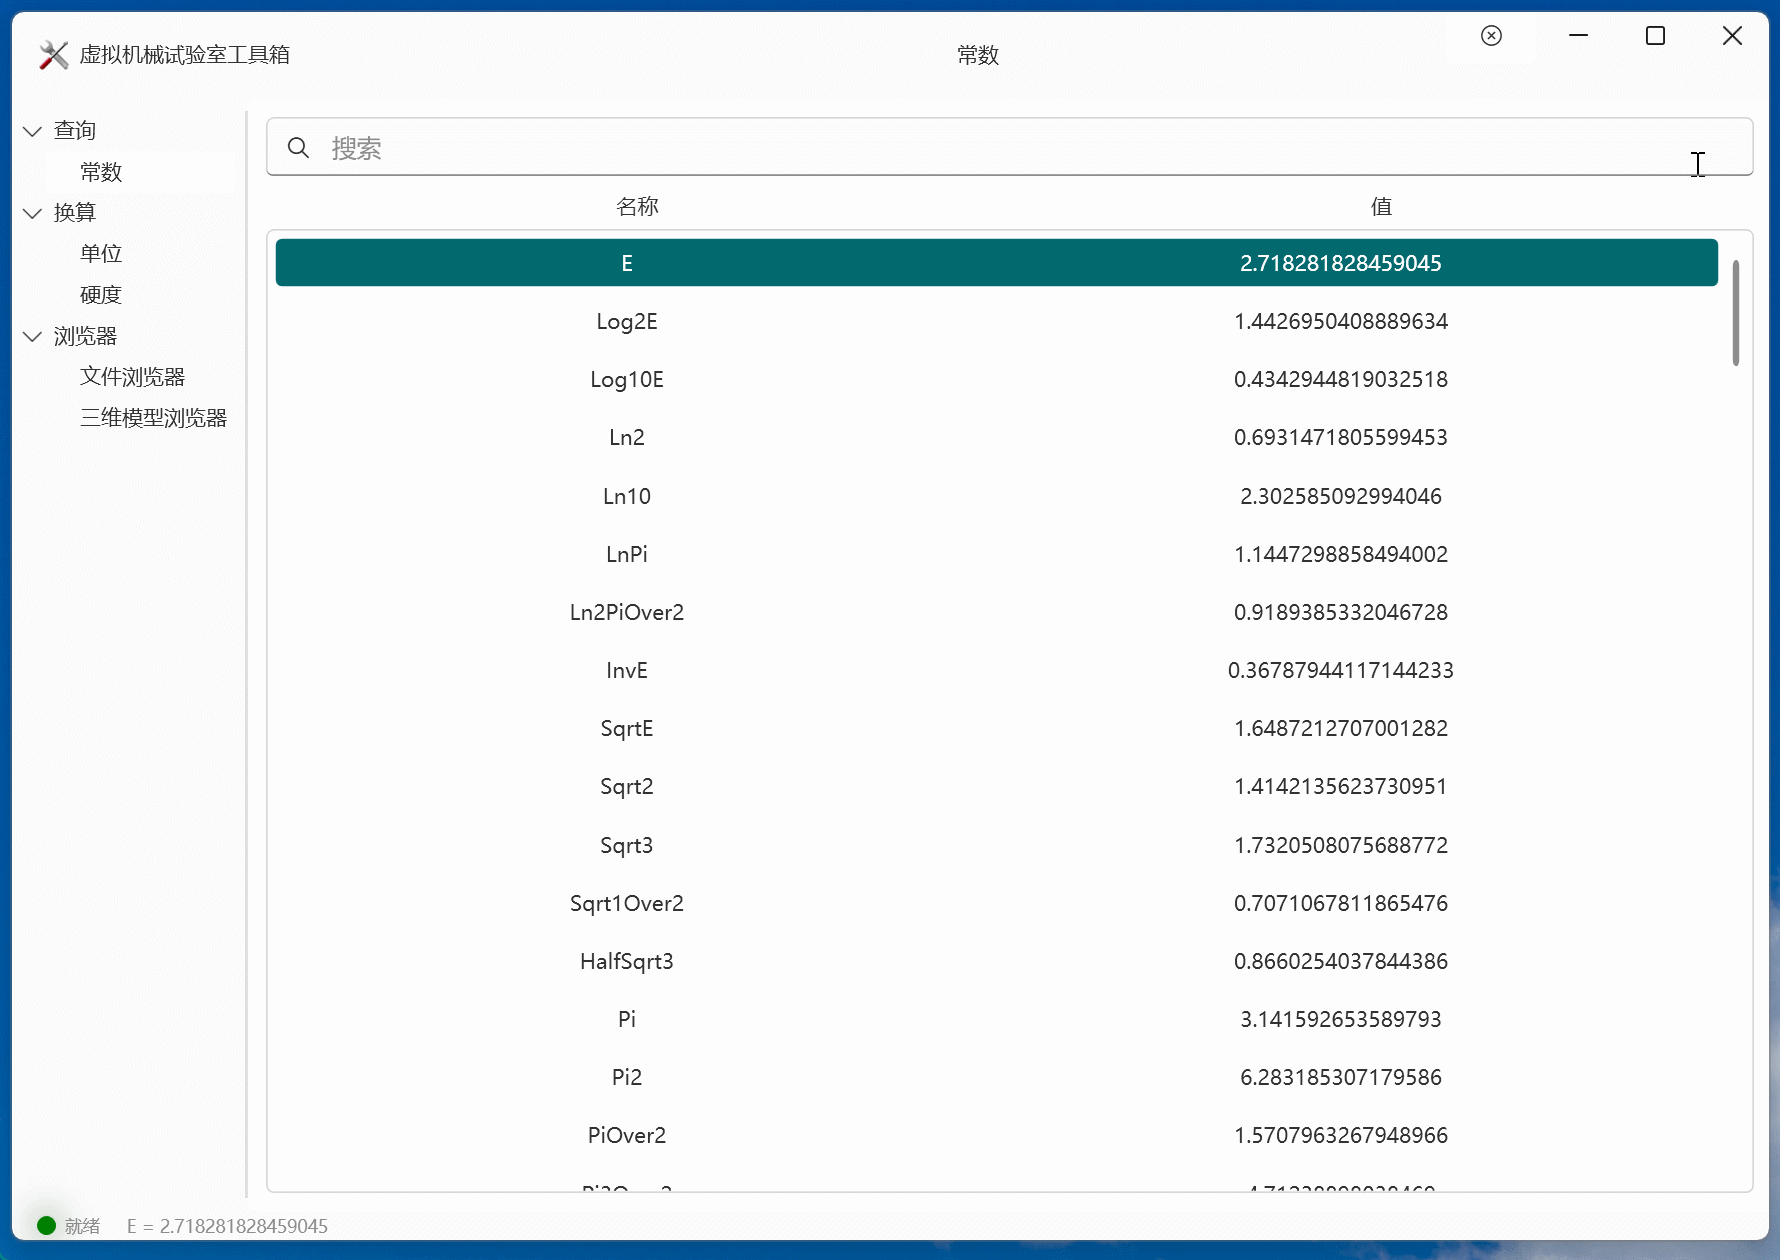 虚拟机械试验室工具箱
常数
查询
常数
换算
单位
硬度
浏览器
文件浏览器
三维模型浏览器
搜索
名称 值
E 2.718281828459045
Log2E 1.4426950408889634
Log10E 0.4342944819032518
Ln2 0.6931471805599453
Ln10 2.302585092994046
LnPi 1.1447298858494002
Ln2PiOver2 0.9189385332046728
InvE 0.36787944117144233
SqrtE 1.6487212707001282
Sqrt2 1.4142135623730951
Sqrt3 1.7320508075688772
Sqrt1Over2 0.7071067811865476
HalfSqrt3 0.8660254037844386
Pi 3.141592653589793
Pi2 6.283185307179586
PiOver2 1.5707963267948966
就绪 E = 2.718281828459045